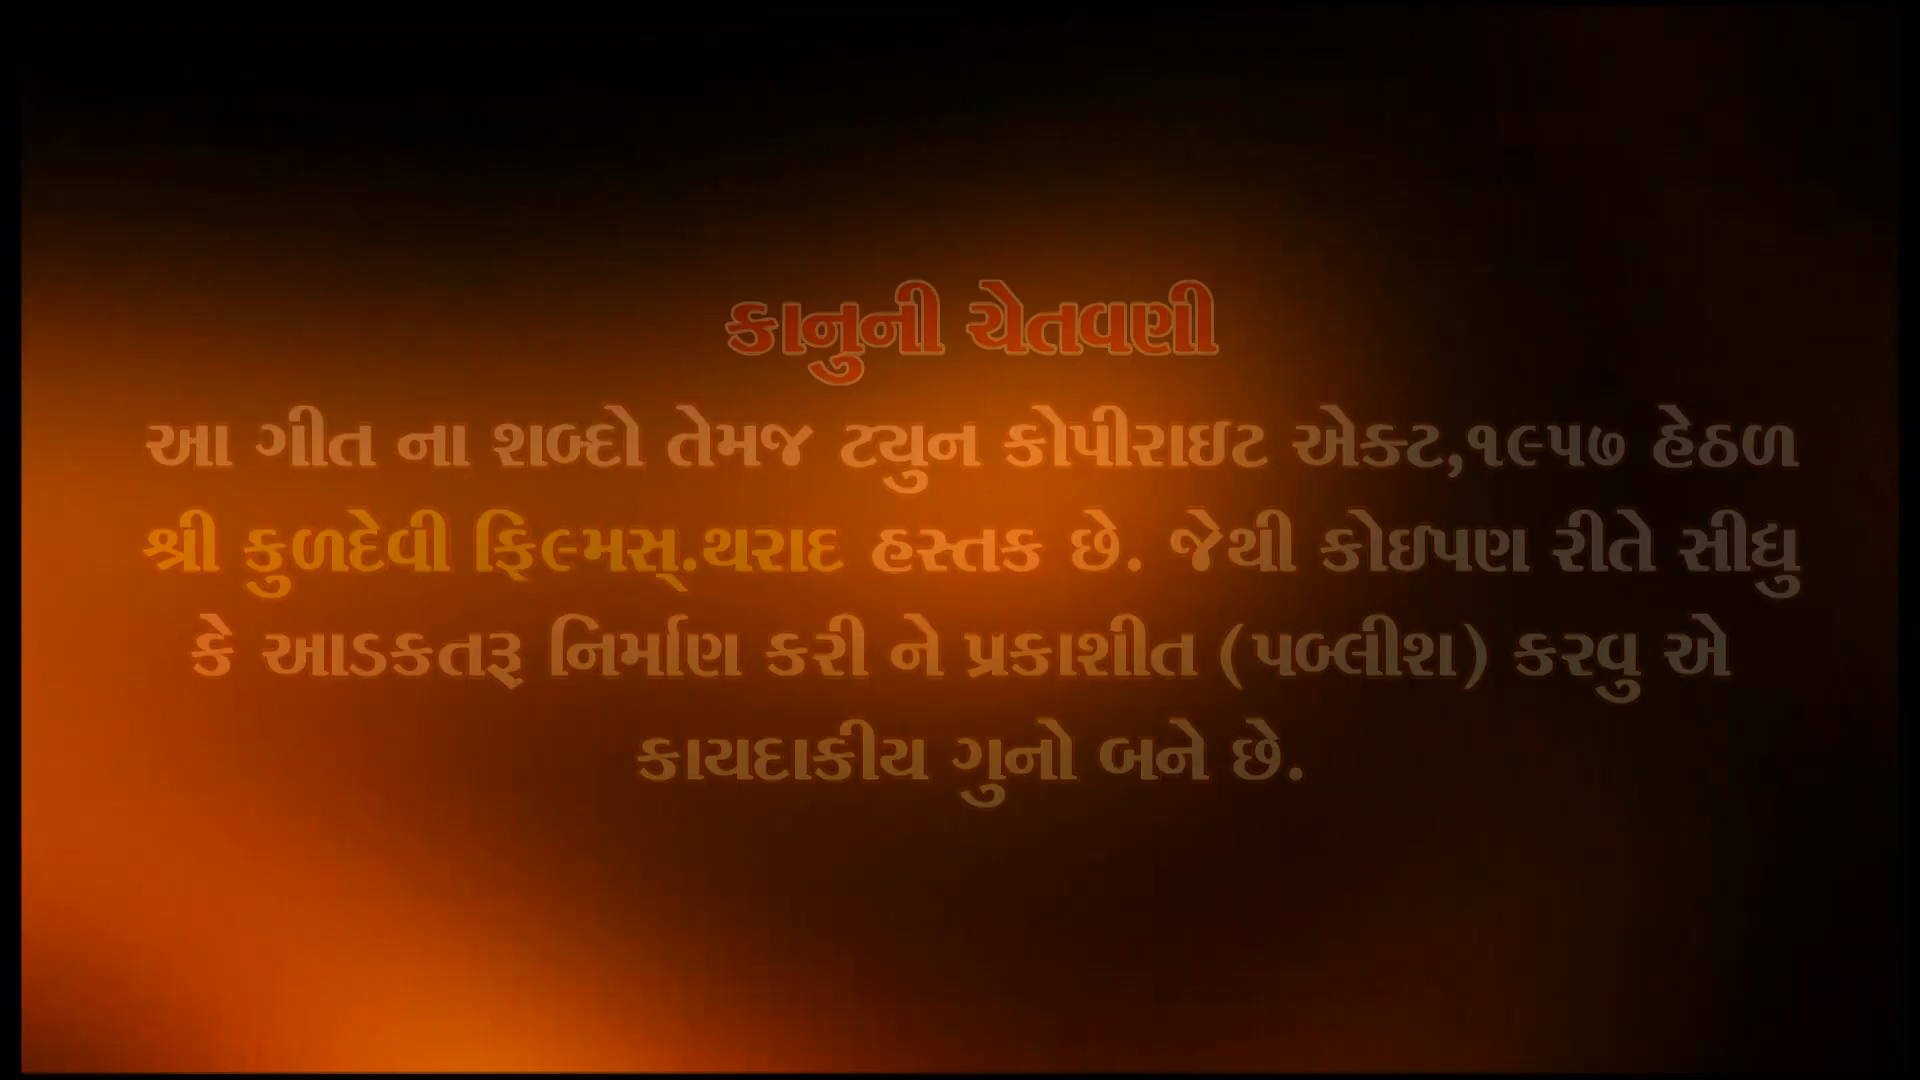 કાનુની ચેતવણી
આ ગીત ના શબ્દો તેમજ ટ્યુન કોપીરાઇટ એકટ,૧૯૫૭ હેઠળ
શ્રી કુળદેવી ફિલ્મસ્.થરાદ હસ્તક છે. જેથી કોઇપણ રીતે સીધુ
કે આડકતરૂ નિર્માણ કરી ને પ્રકાશીત (પબ્લીશ) કરવુ એ
કાયદાકીય ગુનો બને છે.